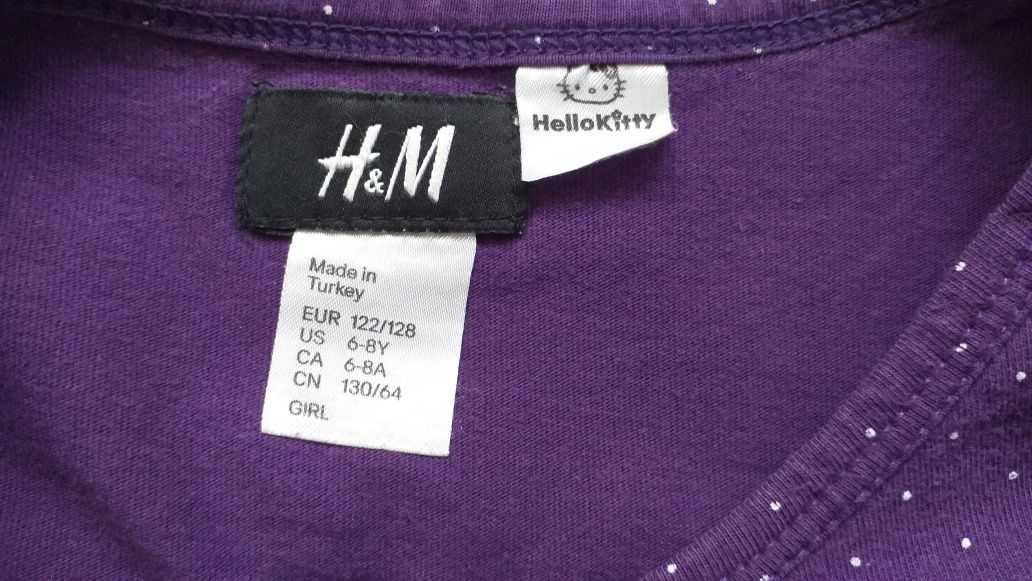 H&M
HelloKitty
Made in
Turkey
EUR 122/128
US 6-8Y
CA 6-8A
CN 130/64
GIRL